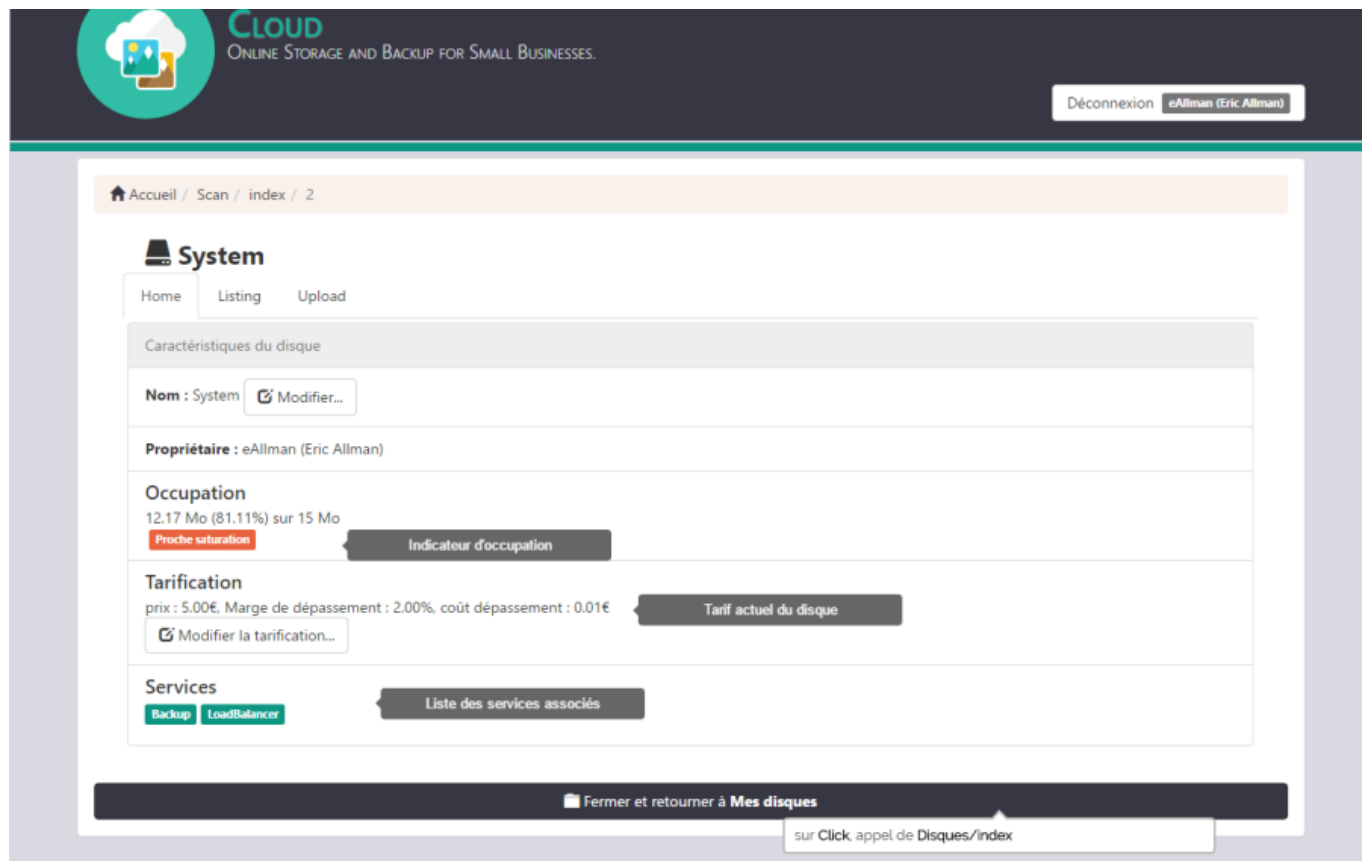 CLOUD
ONLINE STORAGE AND BACKUP FOR SMALL BUSINESSES.
Déconnexion eAllman (Eric Allman)
Accueil / Scan / index / 2
System
Home Listing Upload
Caractéristiques du disque
Nom : System Modifier...
Propriétaire : eAllman (Eric Allman)
Occupation
12.17 Mo (81.11%) sur 15 Mo
Proche saturation
Indicateur d'occupation
Tarification
prix : 5.00€, Marge de dépassement : 2.00%, coût dépassement : 0.01€
Tarif actuel du disque
Modifier la tarification...
Services
Backup LoadBalancer
Liste des services associés
Fermer et retourner à Mes disques
sur Click, appel de Disques/index